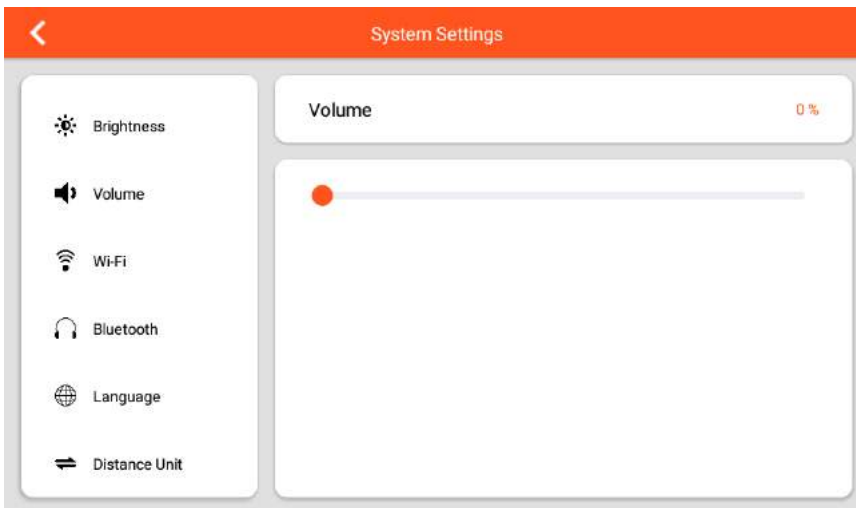 System Settings
Brightness
Volume
Wi-Fi
Bluetooth
Language
Distance Unit
Volume
0 %